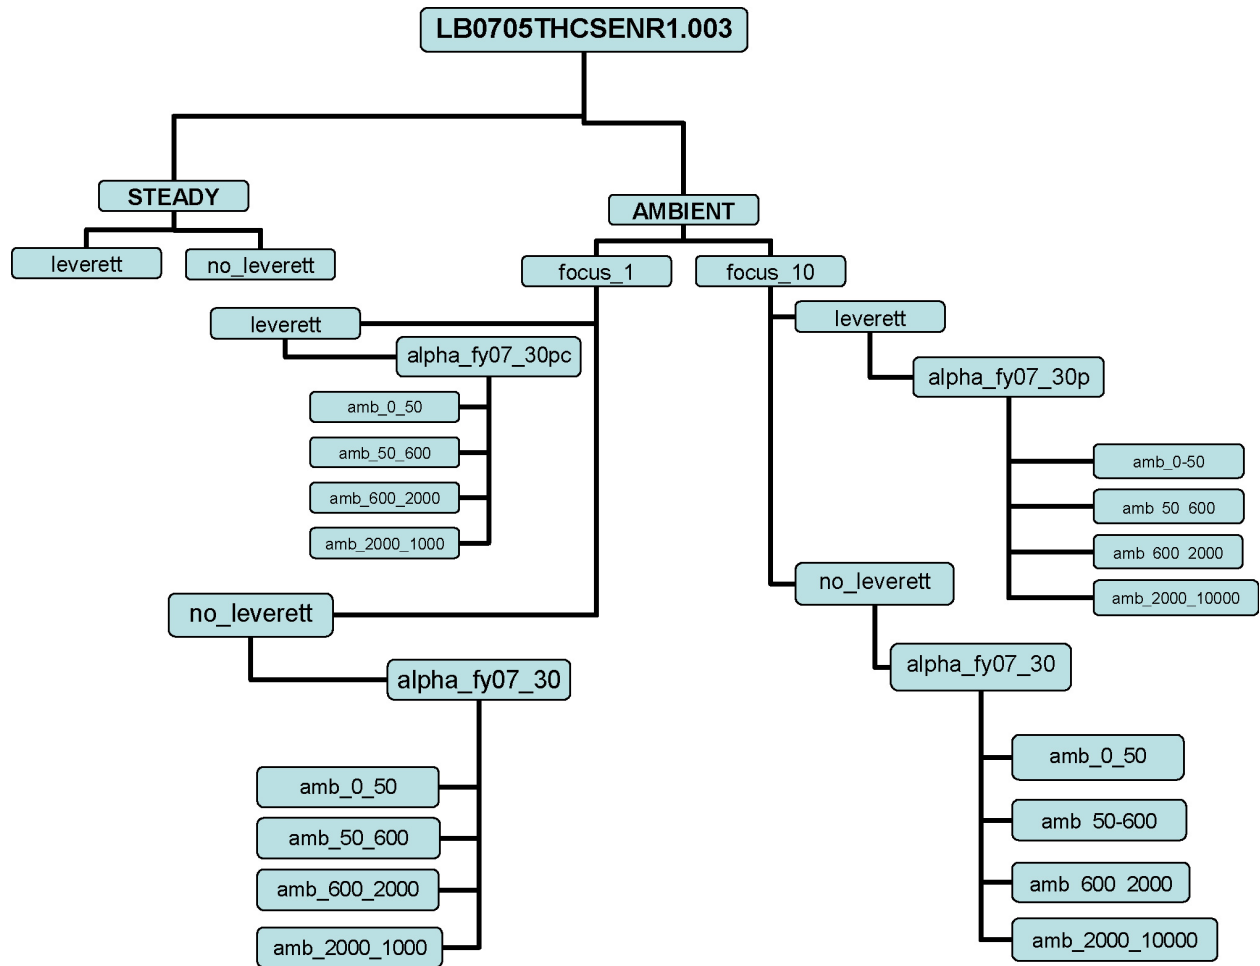 LB0705THCSENR1.003
STEADY
AMBIENT
leverett
no_leverett
focus_1
focus_10
leverett
alpha_fy07_30pc
amb_0_50
amb_50_600
amb_600_2000
amb_2000_1000
no_leverett
alpha_fy07_30
amb_0_50
amb_50_600
amb_600_2000
amb_2000_1000
leverett
alpha_fy07_30p
amb_0-50
amb 50 600
amb 600 2000
amb_2000_10000
no_leverett
alpha_fy07_30
amb_0_50
amb 50-600
amb 600 2000
amb_2000_10000